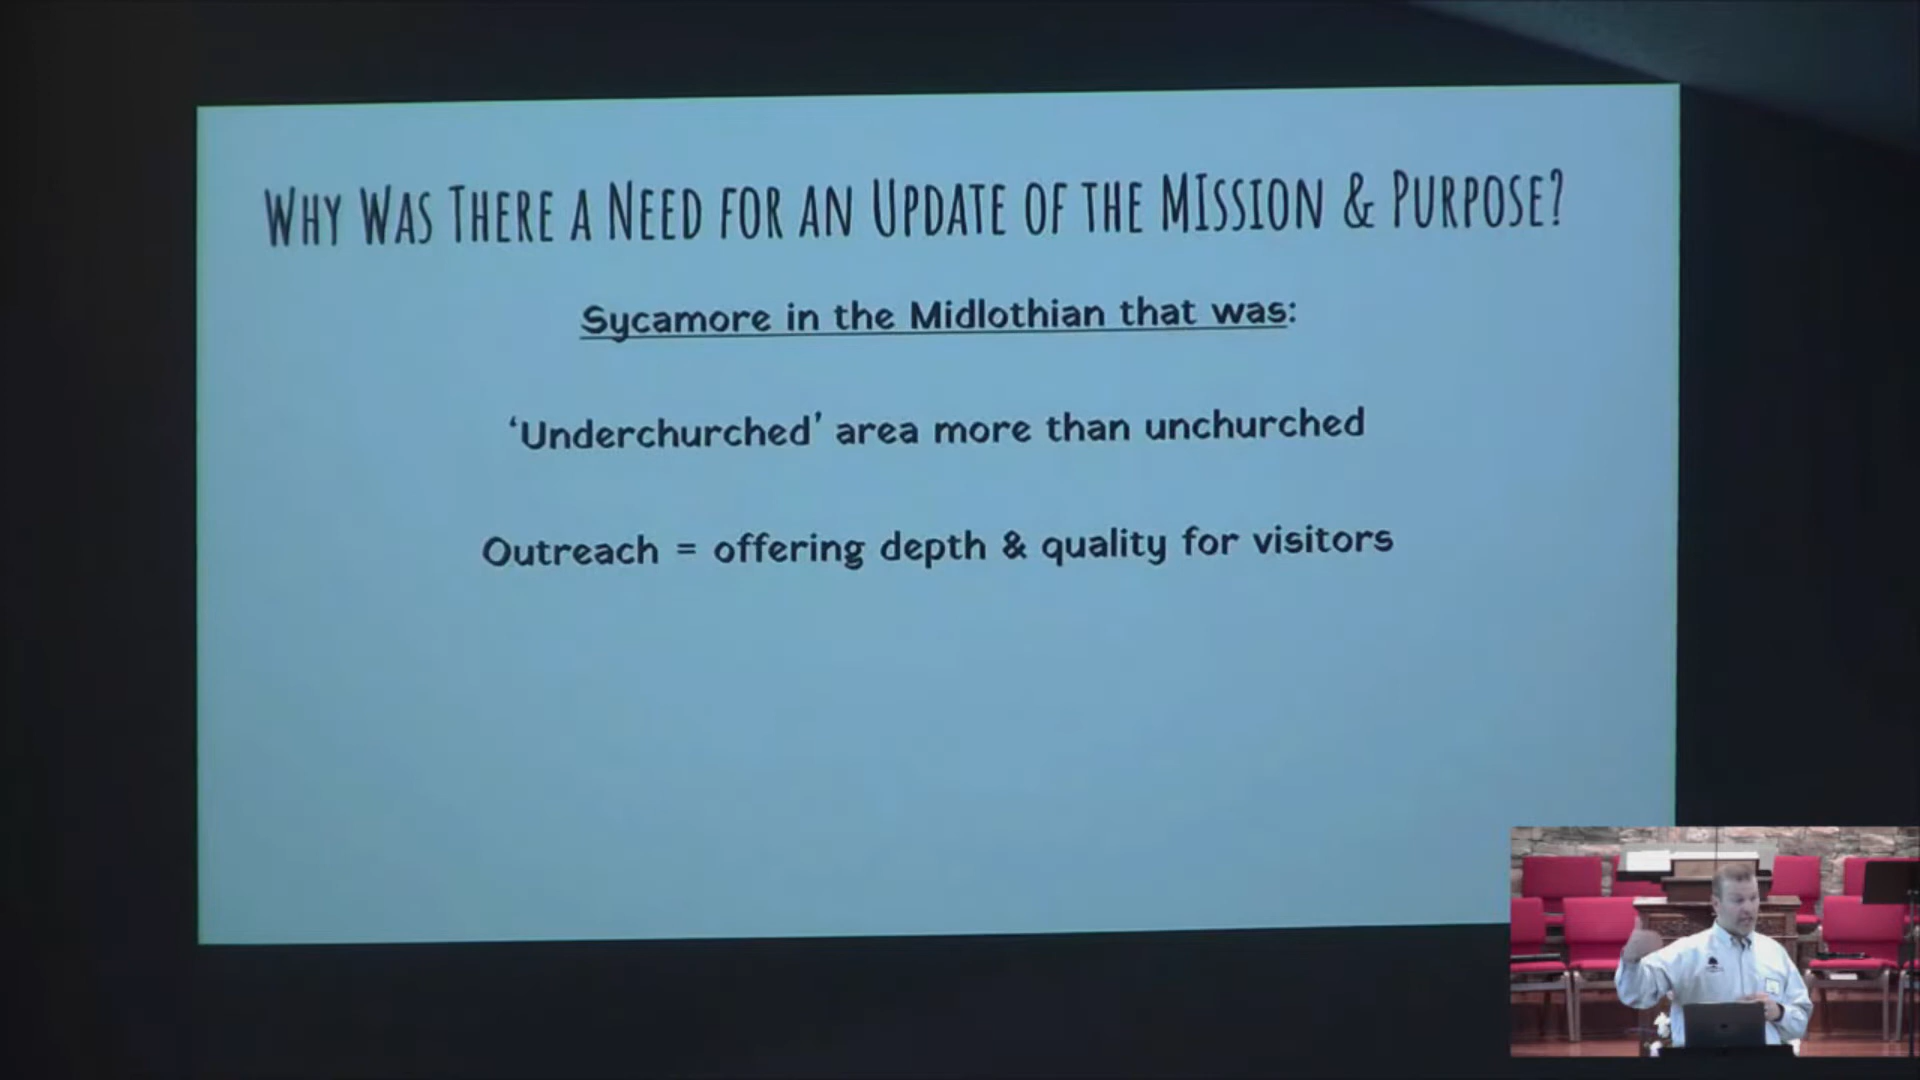 Why Was There a Need for an Update of the MIssion & Purpose?
Sycamore in the Midlothian that was:
‘Underchurched’ area more than unchurched
Outreach = offering depth & quality for visitors